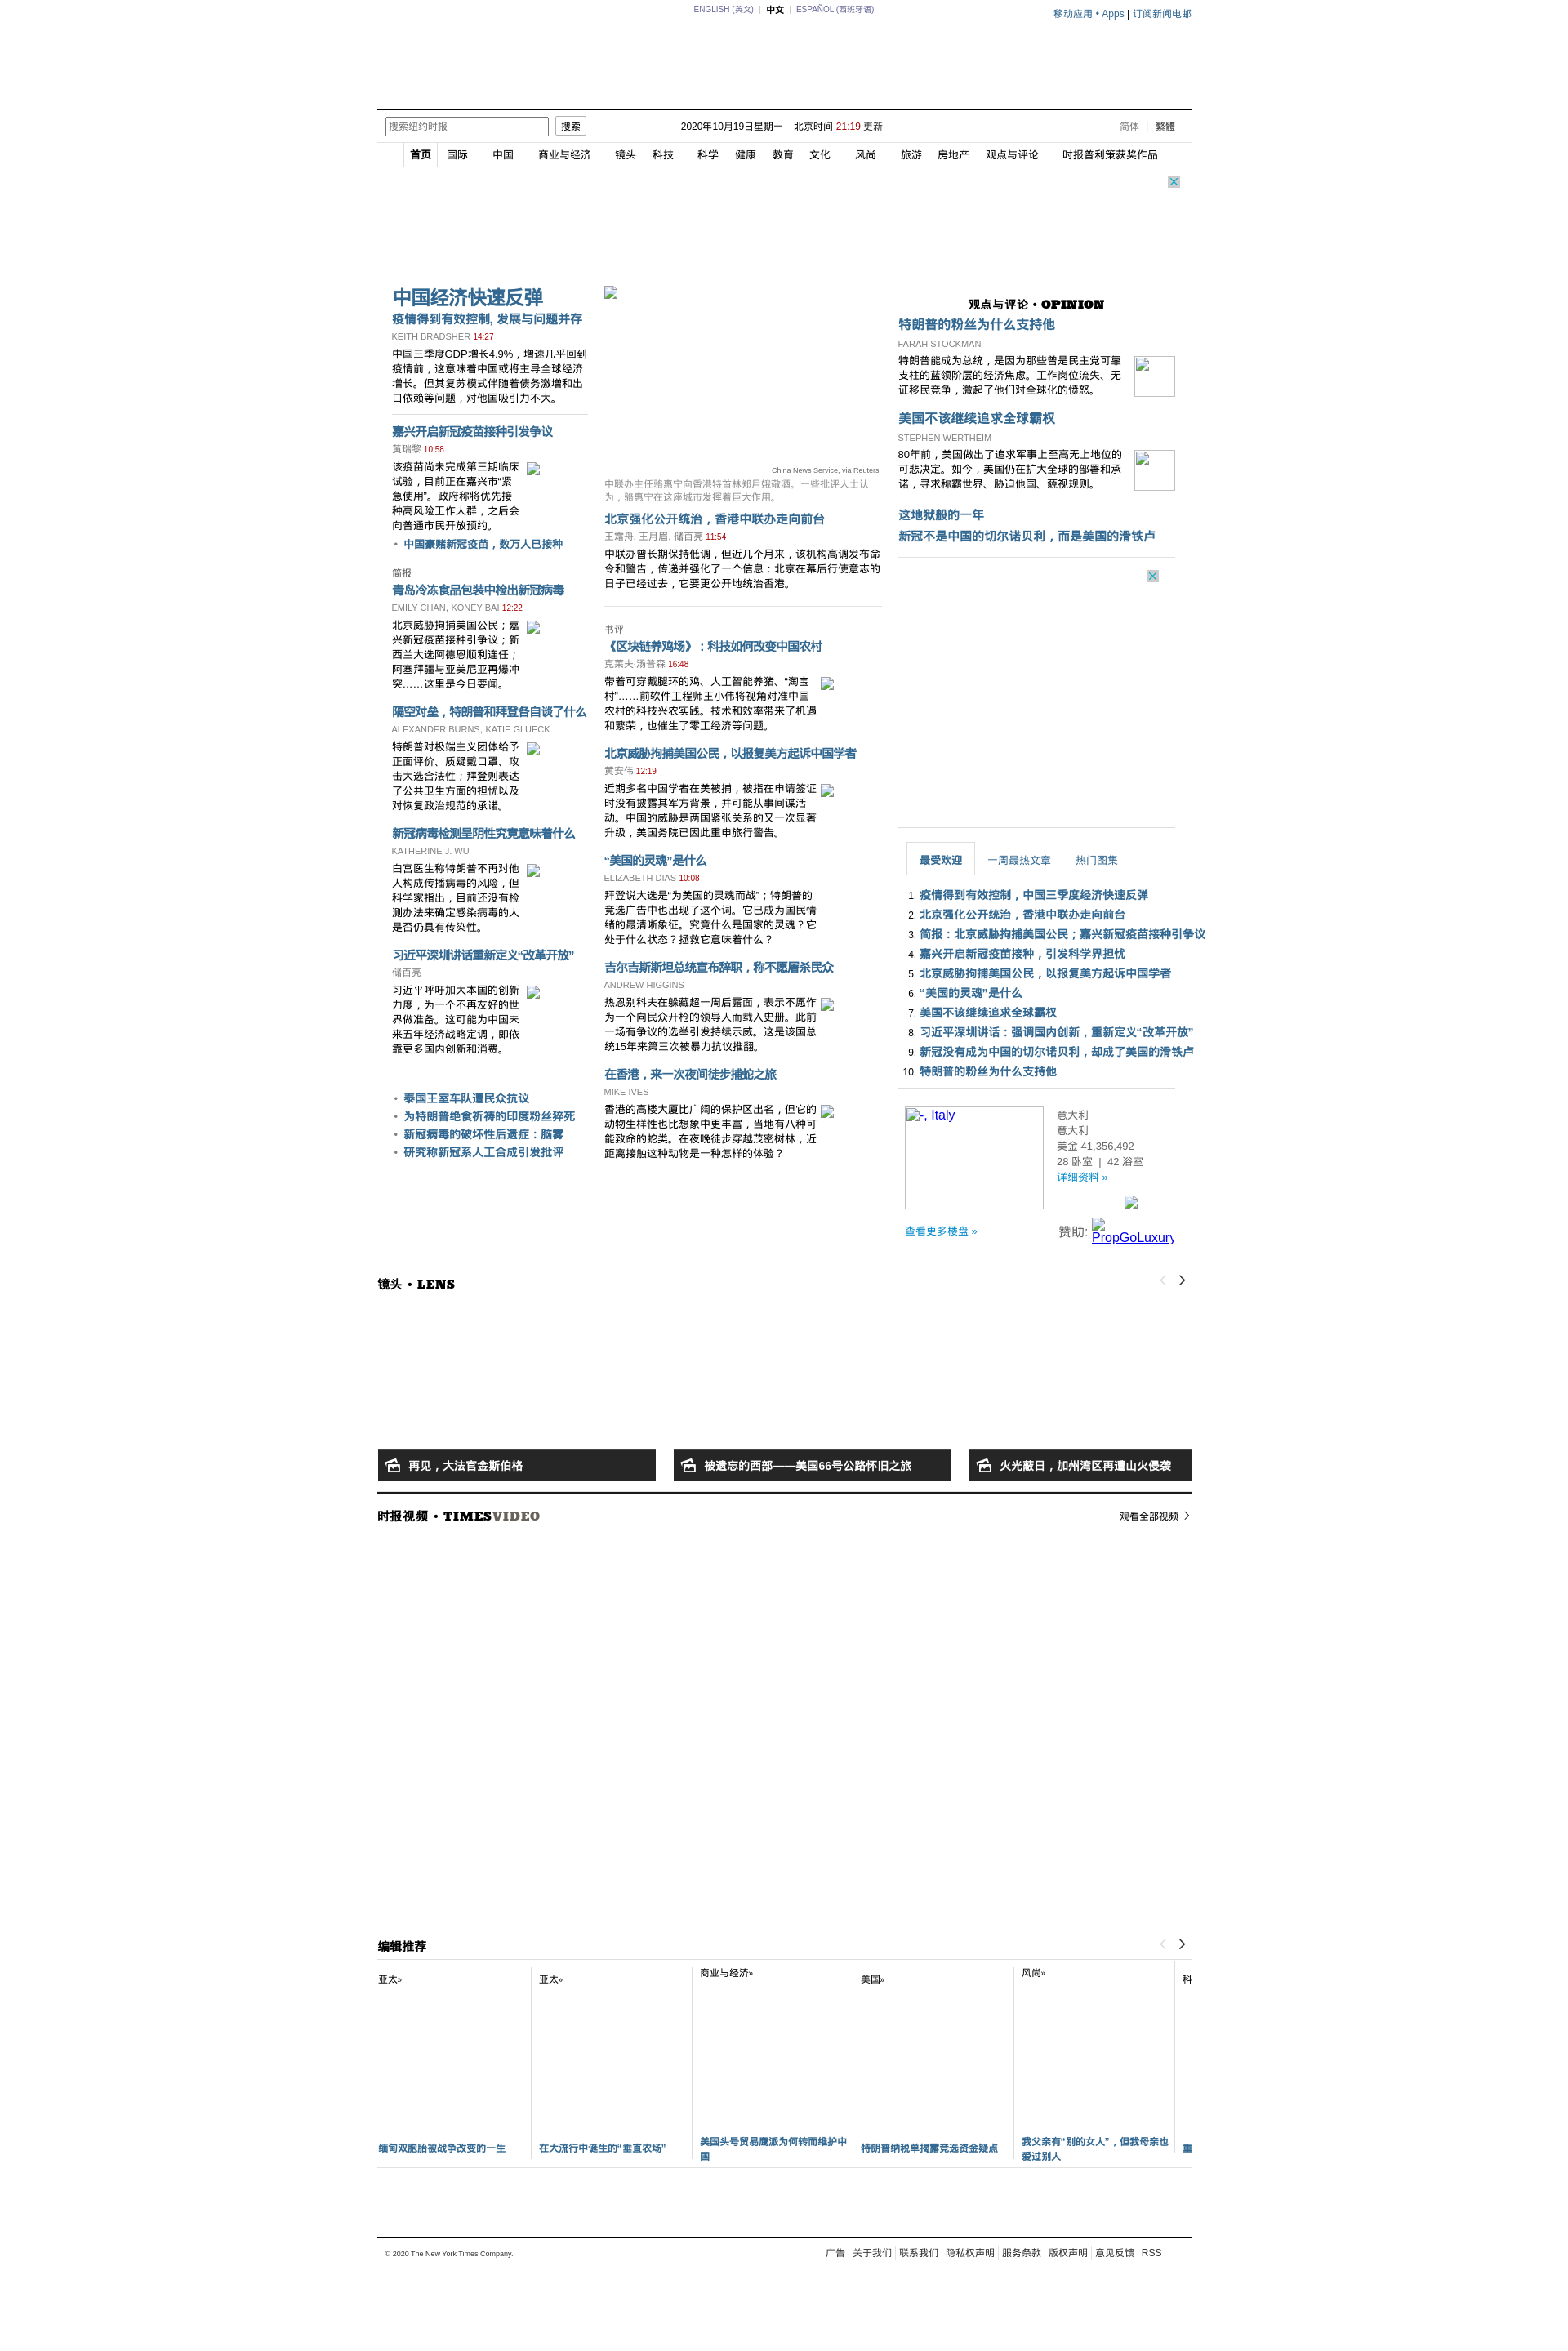 ENGLISH (英文) | 中文 | ESPAÑOL (西班牙语)
移动应用 • Apps | 订阅新闻电邮
搜索纽约时报 搜索
2020年10月19日星期一 北京时间 21:19 更新
简体 | 繁體
首页 国际 中国 商业与经济 镜头 科技 科学 健康 教育 文化 风尚 旅游 房地产 观点与评论 时报普利策获奖作品
中国经济快速反弹
疫情得到有效控制, 发展与问题并存
KEITH BRADSHER 14:27
中国三季度GDP增长4.9%，增速几乎回到
疫情前，这意味着中国或将主导全球经济
增长。但其复苏模式伴随着债务激增和出
口依赖等问题，对他国吸引力不大。
嘉兴开启新冠疫苗接种引发争议
黄瑞黎 10:58
该疫苗尚未完成第三期临床
试验，目前正在嘉兴市“紧
急使用”。政府称将优先接
种高风险工作人群，之后会
向普通市民开放预约。
• 中国豪赌新冠疫苗，数万人已接种
简报
青岛冷冻食品包装中检出新冠病毒
EMILY CHAN, KONEY BAI 12:22
北京威胁拘捕美国公民；嘉
兴新冠疫苗接种引争议；新
西兰大选阿德恩顺利连任；
阿塞拜疆与亚美尼亚再爆冲
突……这里是今日要闻。
隔空对垒，特朗普和拜登各自谈了什么
ALEXANDER BURNS, KATIE GLUECK
特朗普对极端主义团体给予
正面评价、质疑戴口罩、攻
击大选合法性；拜登则表达
了公共卫生方面的担忧以及
对恢复政治规范的承诺。
新冠病毒检测呈阴性究竟意味着什么
KATHERINE J. WU
白宫医生称特朗普不再对他
人构成传播病毒的风险，但
科学家指出，目前还没有检
测办法来确定感染病毒的人
是否仍具有传染性。
习近平深圳讲话重新定义“改革开放”
储百亮
习近平呼吁加大本国的创新
力度，为一个不再友好的世
界做准备。这可能为中国未
来五年经济战略定调，即依
靠更多国内创新和消费。
• 泰国王室车队遭民众抗议
• 为特朗普绝食祈祷的印度粉丝猝死
• 新冠病毒的破坏性后遗症：脑雾
• 研究称新冠系人工合成引发批评
China News Service, via Reuters
中联办主任骆惠宁向香港特首林郑月娥敬酒。一些批评人士认
为，骆惠宁在这座城市发挥着巨大作用。
北京强化公开统治，香港中联办走向前台
王霜舟, 王月眉, 储百亮 11:54
中联办曾长期保持低调，但近几个月来，该机构高调发布命
令和警告，传递并强化了一个信息：北京在幕后行使意志的
日子已经过去，它要更公开地统治香港。
书评
《区块链养鸡场》：科技如何改变中国农村
克莱夫·汤普森 16:48
带着可穿戴腿环的鸡、人工智能养猪、“淘宝
村”……前软件工程师王小伟将视角对准中国
农村的科技兴农实践。技术和效率带来了机遇
和繁荣，也催生了零工经济等问题。
北京威胁拘捕美国公民，以报复美方起诉中国学者
黄安伟 12:19
近期多名中国学者在美被捕，被指在申请签证
时没有披露其军方背景，并可能从事间谍活
动。中国的威胁是两国紧张关系的又一次显著
升级，美国务院已因此重申旅行警告。
“美国的灵魂”是什么
ELIZABETH DIAS 10:08
拜登说大选是“为美国的灵魂而战”；特朗普的
竞选广告中也出现了这个词。它已成为国民情
绪的最清晰象征。究竟什么是国家的灵魂？它
处于什么状态？拯救它意味着什么？
吉尔吉斯斯坦总统宣布辞职，称不愿屠杀民众
ANDREW HIGGINS
热恩别科夫在躲藏超一周后露面，表示不愿作
为一个向民众开枪的领导人而载入史册。此前
一场有争议的选举引发持续示威。这是该国总
统15年来第三次被暴力抗议推翻。
在香港，来一次夜间徒步捕蛇之旅
MIKE IVES
香港的高楼大厦比广阔的保护区出名，但它的
动物生样性也比想象中更丰富，当地有八种可
能致命的蛇类。在夜晚徒步穿越茂密树林，近
距离接触这种动物是一种怎样的体验？
观点与评论 • OPINION
特朗普的粉丝为什么支持他
FARAH STOCKMAN
特朗普能成为总统，是因为那些曾是民主党可靠
支柱的蓝领阶层的经济焦虑。工作岗位流失、无
证移民竞争，激起了他们对全球化的愤怒。
美国不该继续追求全球霸权
STEPHEN WERTHEIM
80年前，美国做出了追求军事上至高无上地位的
可悲决定。如今，美国仍在扩大全球的部署和承
诺，寻求称霸世界、胁迫他国、藐视规则。
这地狱般的一年
新冠不是中国的切尔诺贝利，而是美国的滑铁卢
最受欢迎 一周最热文章 热门图集
1. 疫情得到有效控制，中国三季度经济快速反弹
2. 北京强化公开统治，香港中联办走向前台
3. 简报：北京威胁拘捕美国公民；嘉兴新冠疫苗接种引争议
4. 嘉兴开启新冠疫苗接种，引发科学界担忧
5. 北京威胁拘捕美国公民，以报复美方起诉中国学者
6. “美国的灵魂”是什么
7. 美国不该继续追求全球霸权
8. 习近平深圳讲话：强调国内创新，重新定义“改革开放”
9. 新冠没有成为中国的切尔诺贝利，却成了美国的滑铁卢
10. 特朗普的粉丝为什么支持他
-, Italy
意大利
意大利
美金 41,356,492
28 卧室 | 42 浴室
详细资料 »
查看更多楼盘 »
赞助: PropGoLuxury
镜头 • LENS
再见，大法官金斯伯格
被遗忘的西部——美国66号公路怀旧之旅
火光蔽日，加州湾区再遭山火侵袭
时报视频 • TIMESVIDEO
观看全部视频
编辑推荐
亚太»
缅甸双胞胎被战争改变的一生
亚太»
在大流行中诞生的“垂直农场”
商业与经济»
美国头号贸易鹰派为何转而维护中
国
美国»
特朗普纳税单揭露竞选资金疑点
风尚»
我父亲有“别的女人”，但我母亲也
爱过别人
科
重
© 2020 The New York Times Company.
广告 关于我们 联系我们 隐私权声明 服务条款 版权声明 意见反馈 RSS